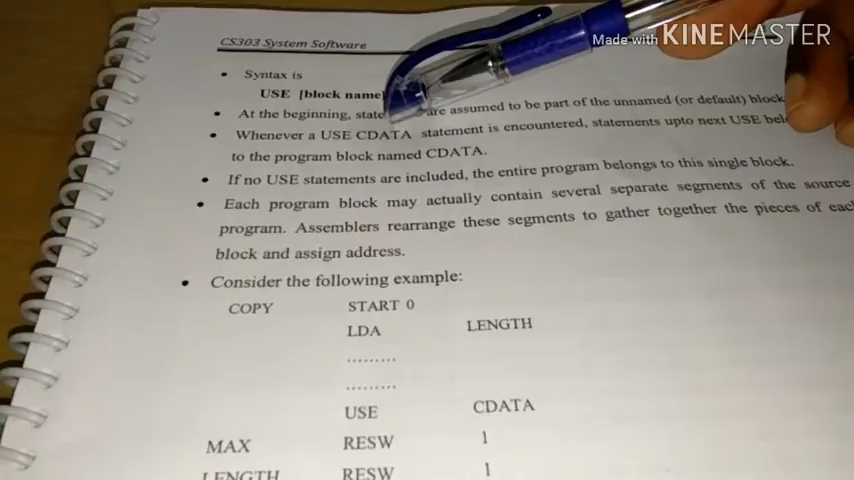 Made with KINEMASTER
CS303 System Software
• Syntax is
USE [block name]
• At the beginning, are assumed to be part of the unnamed (or default) block
• Whenever a USE CDATA statement is encountered, statements upto next USE
to the program block named CDATA.
• If no USE statements are included, the entire program belongs to this single block.
• Each program block may actually contain several separate segments of the source
program. Assemblers rearrange these segments to gather together the pieces of each
block and assign address.
• Consider the following example:
COPY START 0
LDA LENGTH
.........
.........
USE CDATA
MAX RESW 1
LENGTH RESW 1